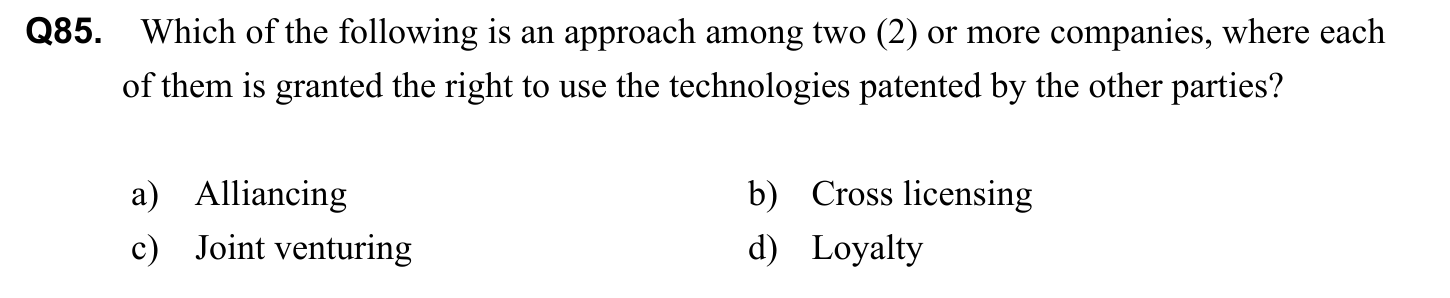 Q85. Which of the following is an approach among two (2) or more companies, where each
of them is granted the right to use the technologies patented by the other parties?
a) Alliancing b) Cross licensing
c) Joint venturing d) Loyalty